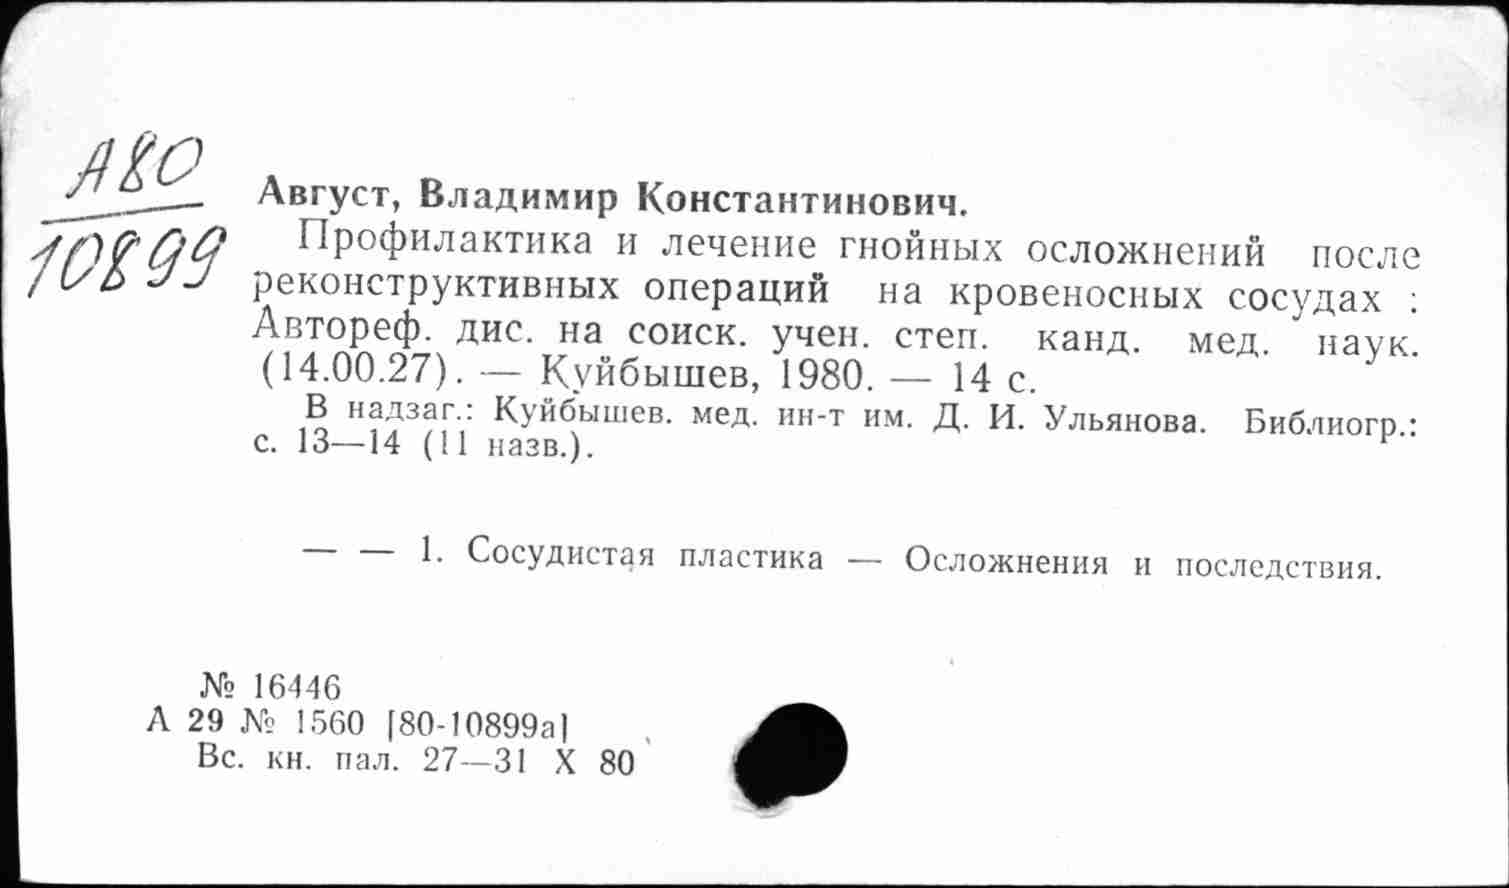 А80
10899
Август, Владимир Константинович.
Профилактика и лечение гнойных осложнений после
реконструктивных операций на кровеносных сосудах :
Автореф. дис. на соиск. учен. степ. канд. мед. наук.
(14.00.27). — Куйбышев, 1980. — 14 с.
В надзаг.: Куйбышев. мед. ин-т им. Д. И. Ульянова. Библиогр.:
с. 13—14 (11 назв.).
— — 1. Сосудистая пластика — Осложнения и последствия.
№ 16446
А 29 № 1560 [80-10899а]
Вс. кн. пал. 27—31 X 80